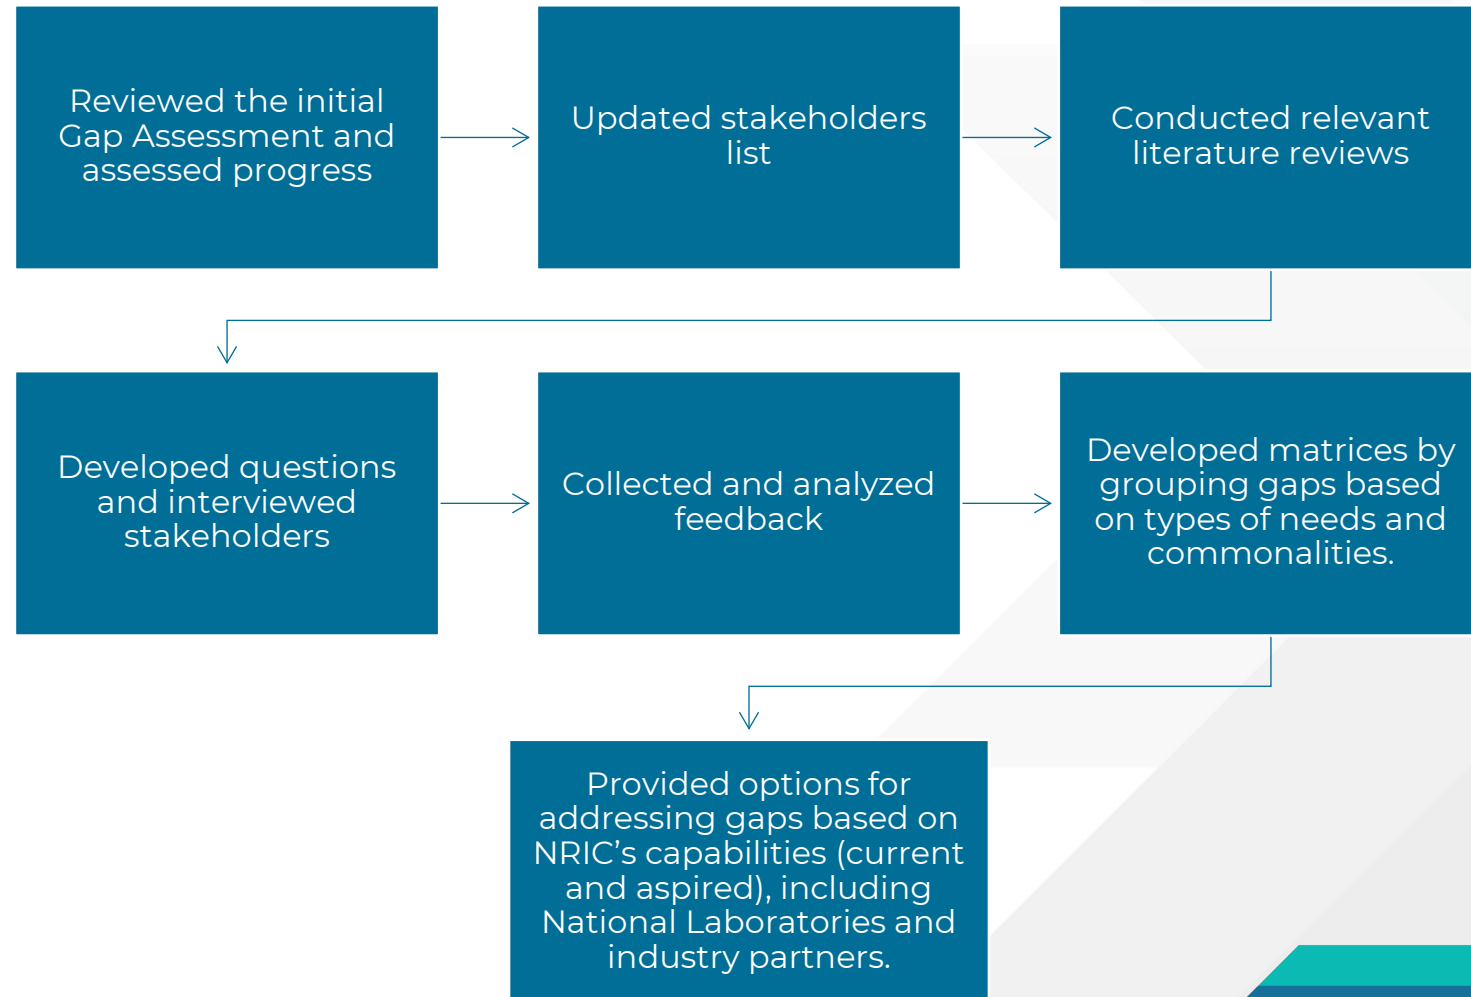 Reviewed the initial
Gap Assessment and
assessed progress
Updated stakeholders
list
Conducted relevant
literature reviews
Developed questions
and interviewed
stakeholders
Collected and analyzed
feedback
Developed matrices by
grouping gaps based
on types of needs and
commonalities.
Provided options for
addressing gaps based on
NRIC’s capabilities (current
and aspired), including
National Laboratories and
industry partners.